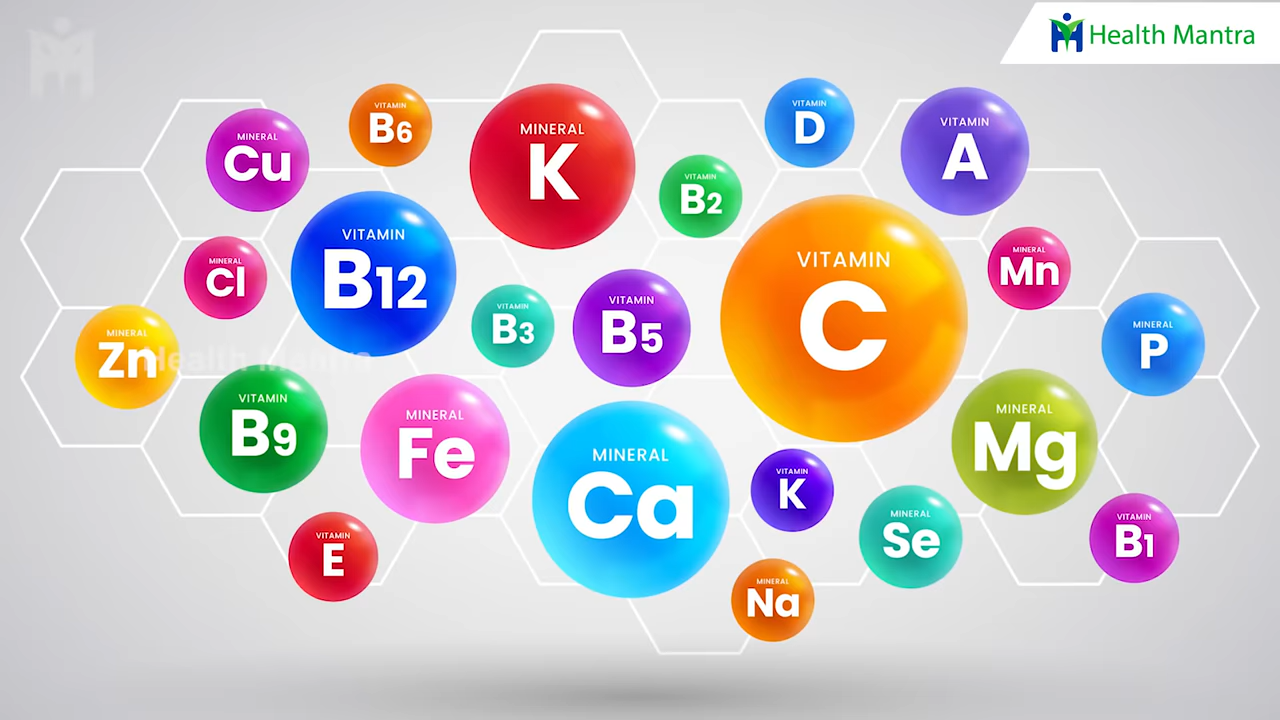 Health Mantra
MINERAL
Cu
VITAMIN
B6
MINERAL
K
VITAMIN
B2
VITAMIN
D
VITAMIN
A
MINERAL
Cl
VITAMIN
B12
VITAMIN
B3
VITAMIN
B5
VITAMIN
C
MINERAL
Mn
MINERAL
Zn
Health Mantra
MINERAL
P
VITAMIN
B9
MINERAL
Fe
MINERAL
Ca
VITAMIN
K
MINERAL
Mg
VITAMIN
E
MINERAL
Na
MINERAL
Se
VITAMIN
B1